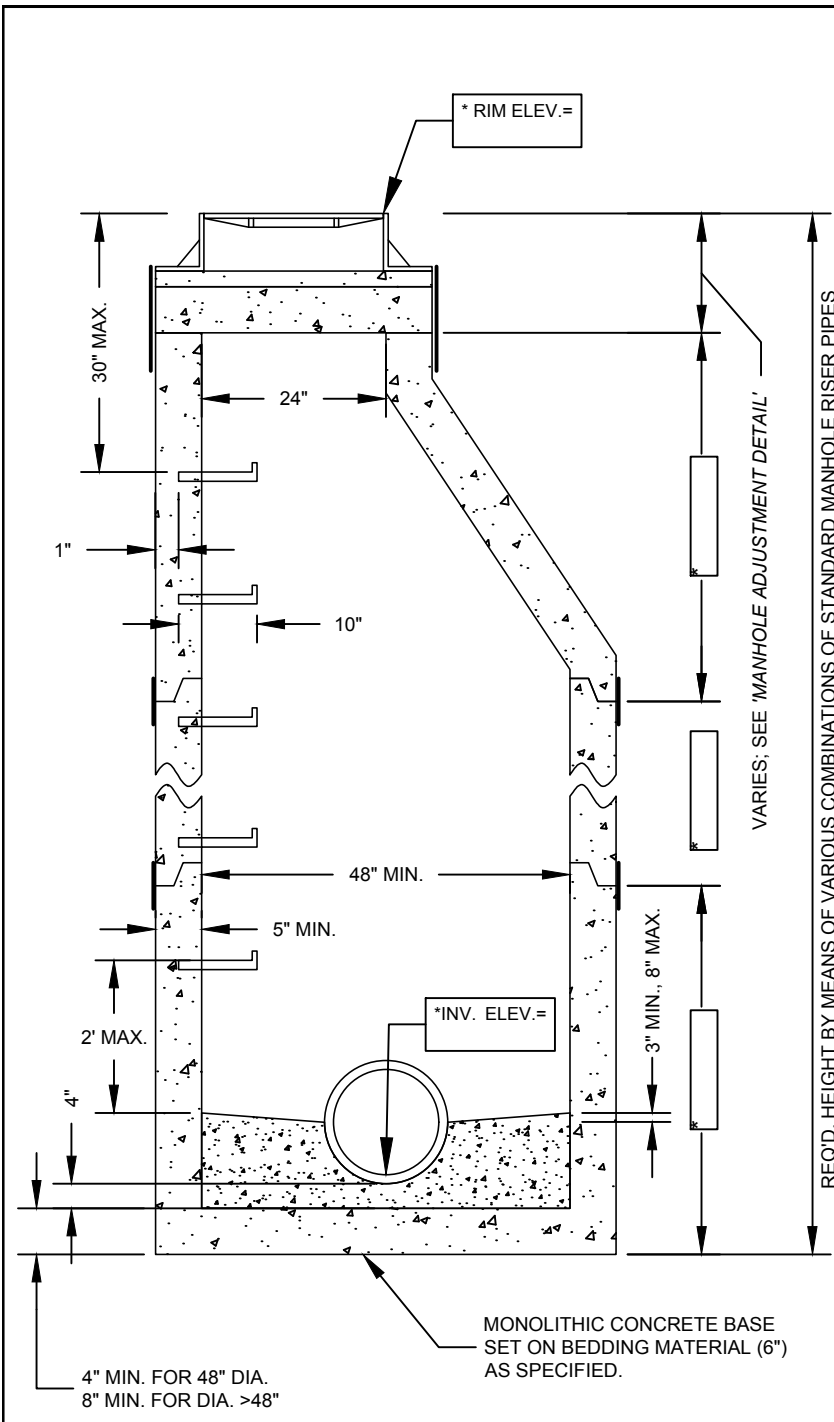 * RIM ELEV.=
30" MAX.
24"
1"
10"
*
VARIES; SEE 'MANHOLE ADJUSTMENT DETAIL'
REQ'D. HEIGHT BY MEANS OF VARIOUS COMBINATIONS OF STANDARD MANHOLE RISER PIPES
*
48" MIN.
5" MIN.
3" MIN., 8" MAX.
*INV. ELEV.=
2' MAX.
4"
*
MONOLITHIC CONCRETE BASE
SET ON BEDDING MATERIAL (6")
AS SPECIFIED.
4" MIN. FOR 48" DIA.
8" MIN. FOR DIA. >48"